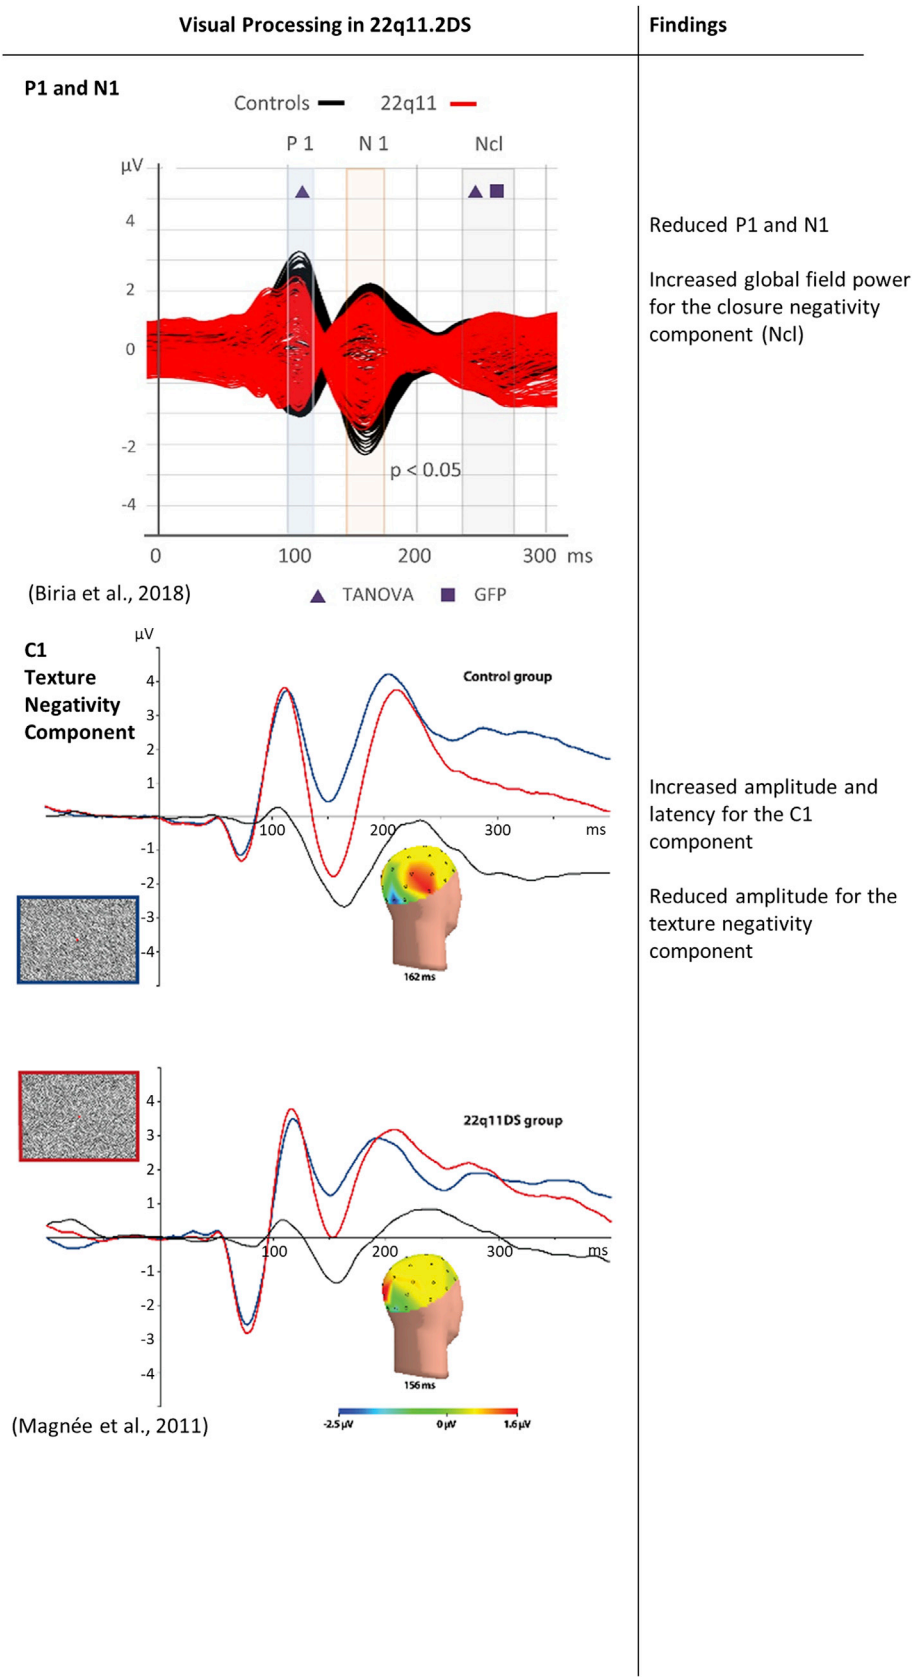 Visual Processing in 22q11.2DS
Findings
P1 and N1
Controls
22q11
P 1
N 1
Ncl
µV
4
2
0
-2
-4
p < 0.05
0
100
200
300
ms
(Biria et al., 2018)
TANOVA
GFP
Reduced P1 and N1
Increased global field power
for the closure negativity
component (Ncl)
C1
Texture
Negativity
Component
µV
Control group
4
3
2
1
-1
-2
-3
-4
100
200
300
ms
162 ms
Increased amplitude and
latency for the C1
component
Reduced amplitude for the
texture negativity
component
22q11DS group
4
3
2
1
-1
-2
-3
-4
100
200
300
ms
156 ms
-2.5 µV
0 µV
1.6 µV
(Magnée et al., 2011)